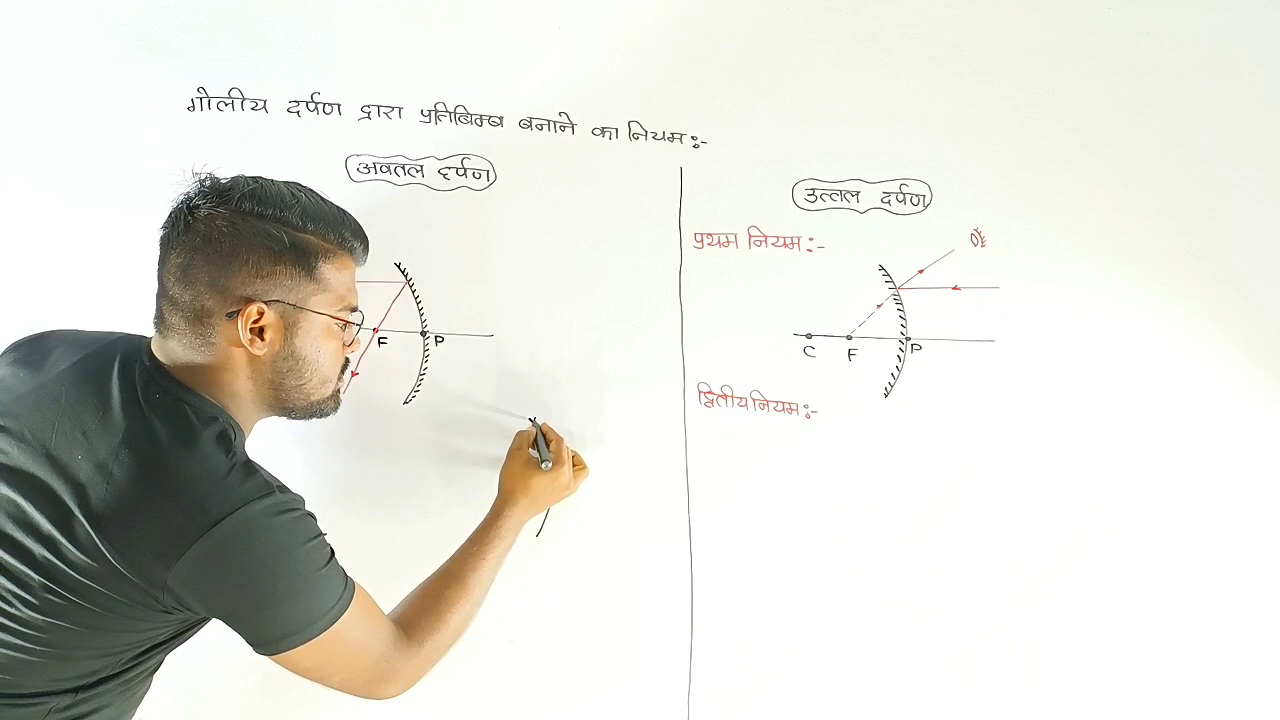 गोलीय दर्पण द्वारा प्रतिबिम्ब बनाने का नियम :-
अवतल दर्पण
उत्तल दर्पण
प्रथम नियम :-
F
P
C
F
P
द्वितीय नियम :-